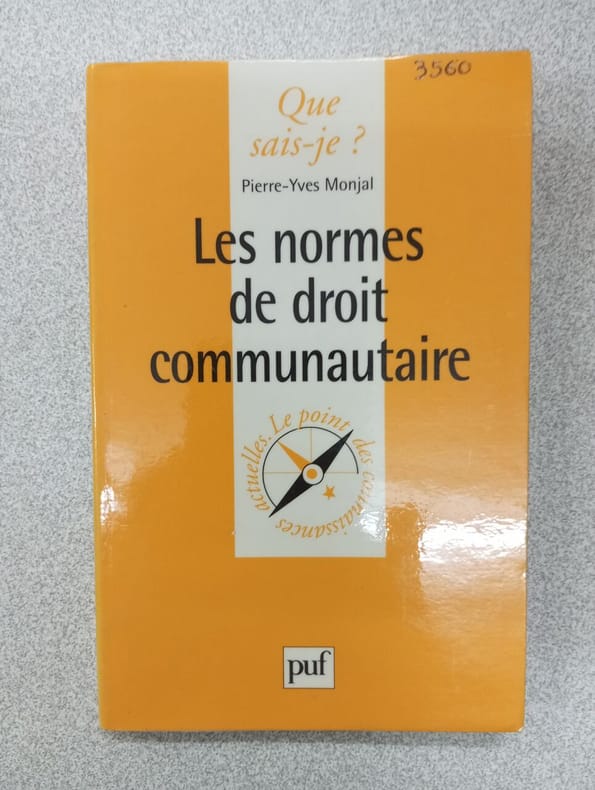 3560
Que
sais-je ?
Pierre-Yves Monjal
Les normes
de droit
communautaire
Le point des connaissances actuelles.
puf